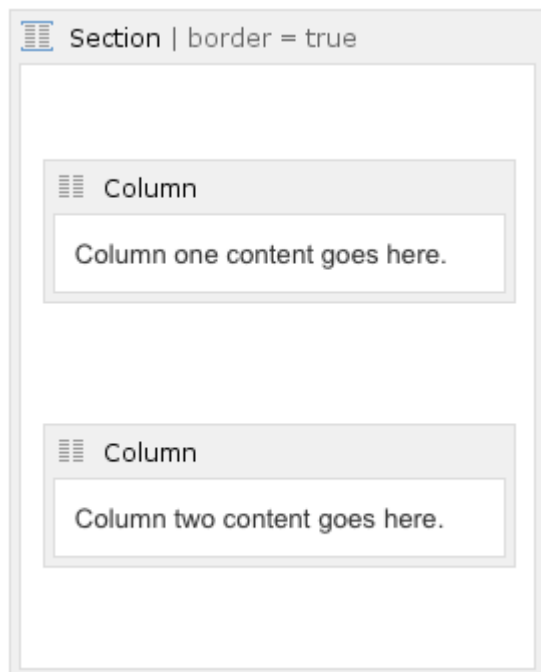 Section | border = true
Column
Column one content goes here.
Column
Column two content goes here.